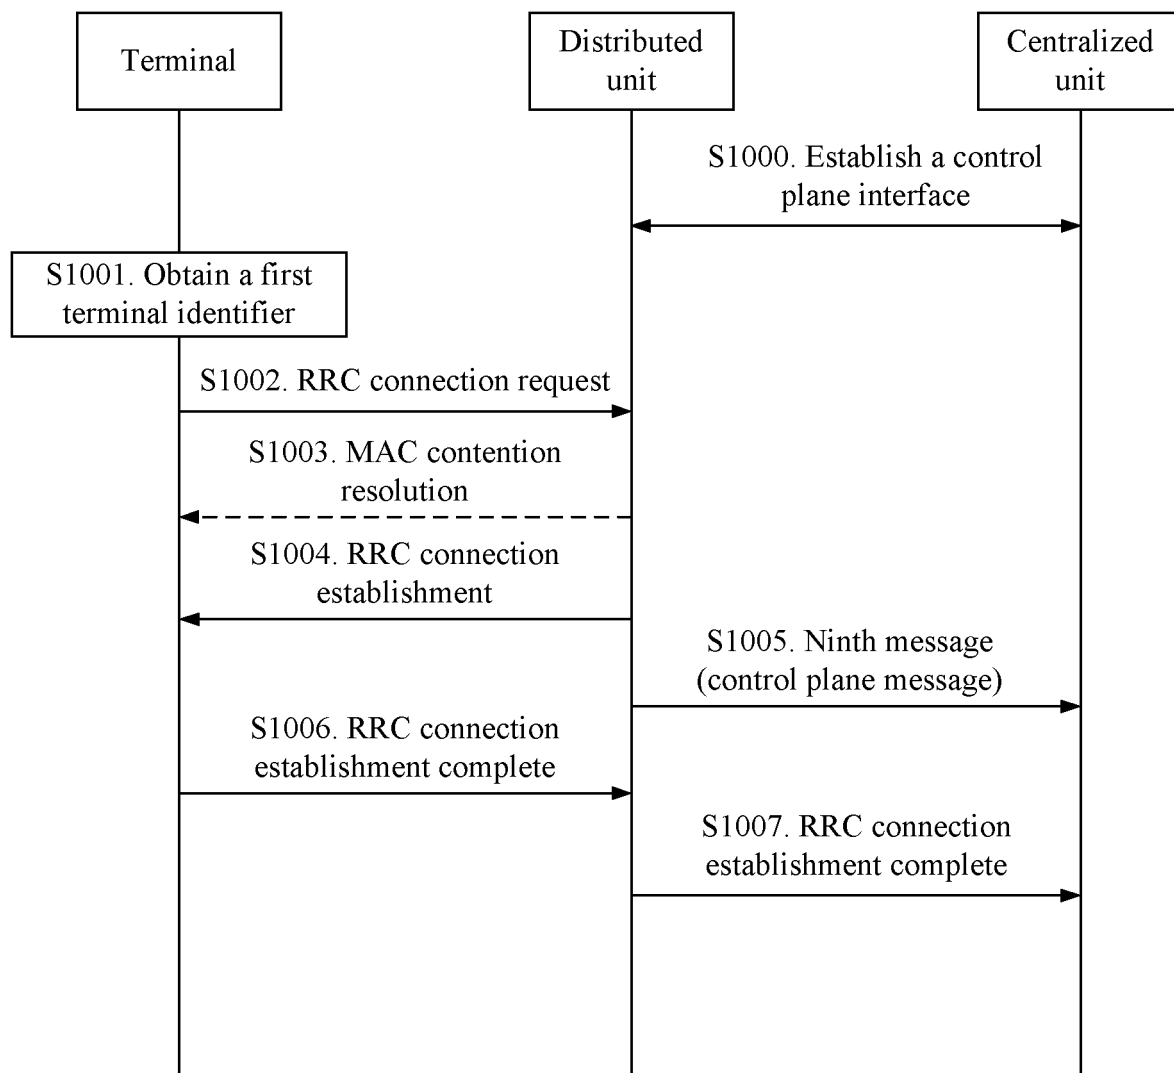 Terminal
Distributed
unit
Centralized
unit
S1000. Establish a control
plane interface
S1001. Obtain a first
terminal identifier
S1002. RRC connection request
S1003. MAC contention
resolution
S1004. RRC connection
establishment
S1005. Ninth message
(control plane message)
S1006. RRC connection
establishment complete
S1007. RRC connection
establishment complete